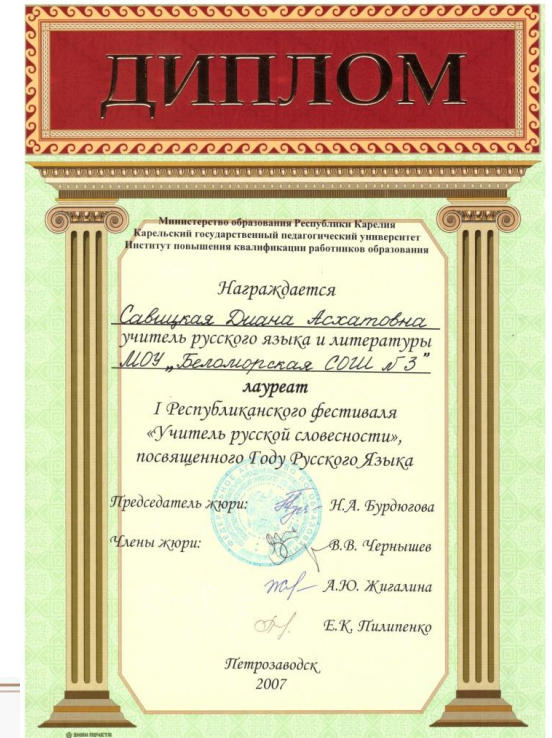 ДИПЛОМ
Министерство образования Республики Карелия
Карельский государственный педагогический университет
Институт повышения квалификации работников образования
Награждается
Савицкая Диана Асхатовна
учитель русского языка и литературы
МОУ „Беломорская СОШ №3"
лауреат
I Республиканского фестиваля
«Учитель русской словесности»,
посвященного Году Русского Языка
Председатель жюри: Н.А. Бурдюгова
Члены жюри: В.В. Чернышев
А.Ю. Жигалина
Е.К. Пилипенко
Петрозаводск
2007